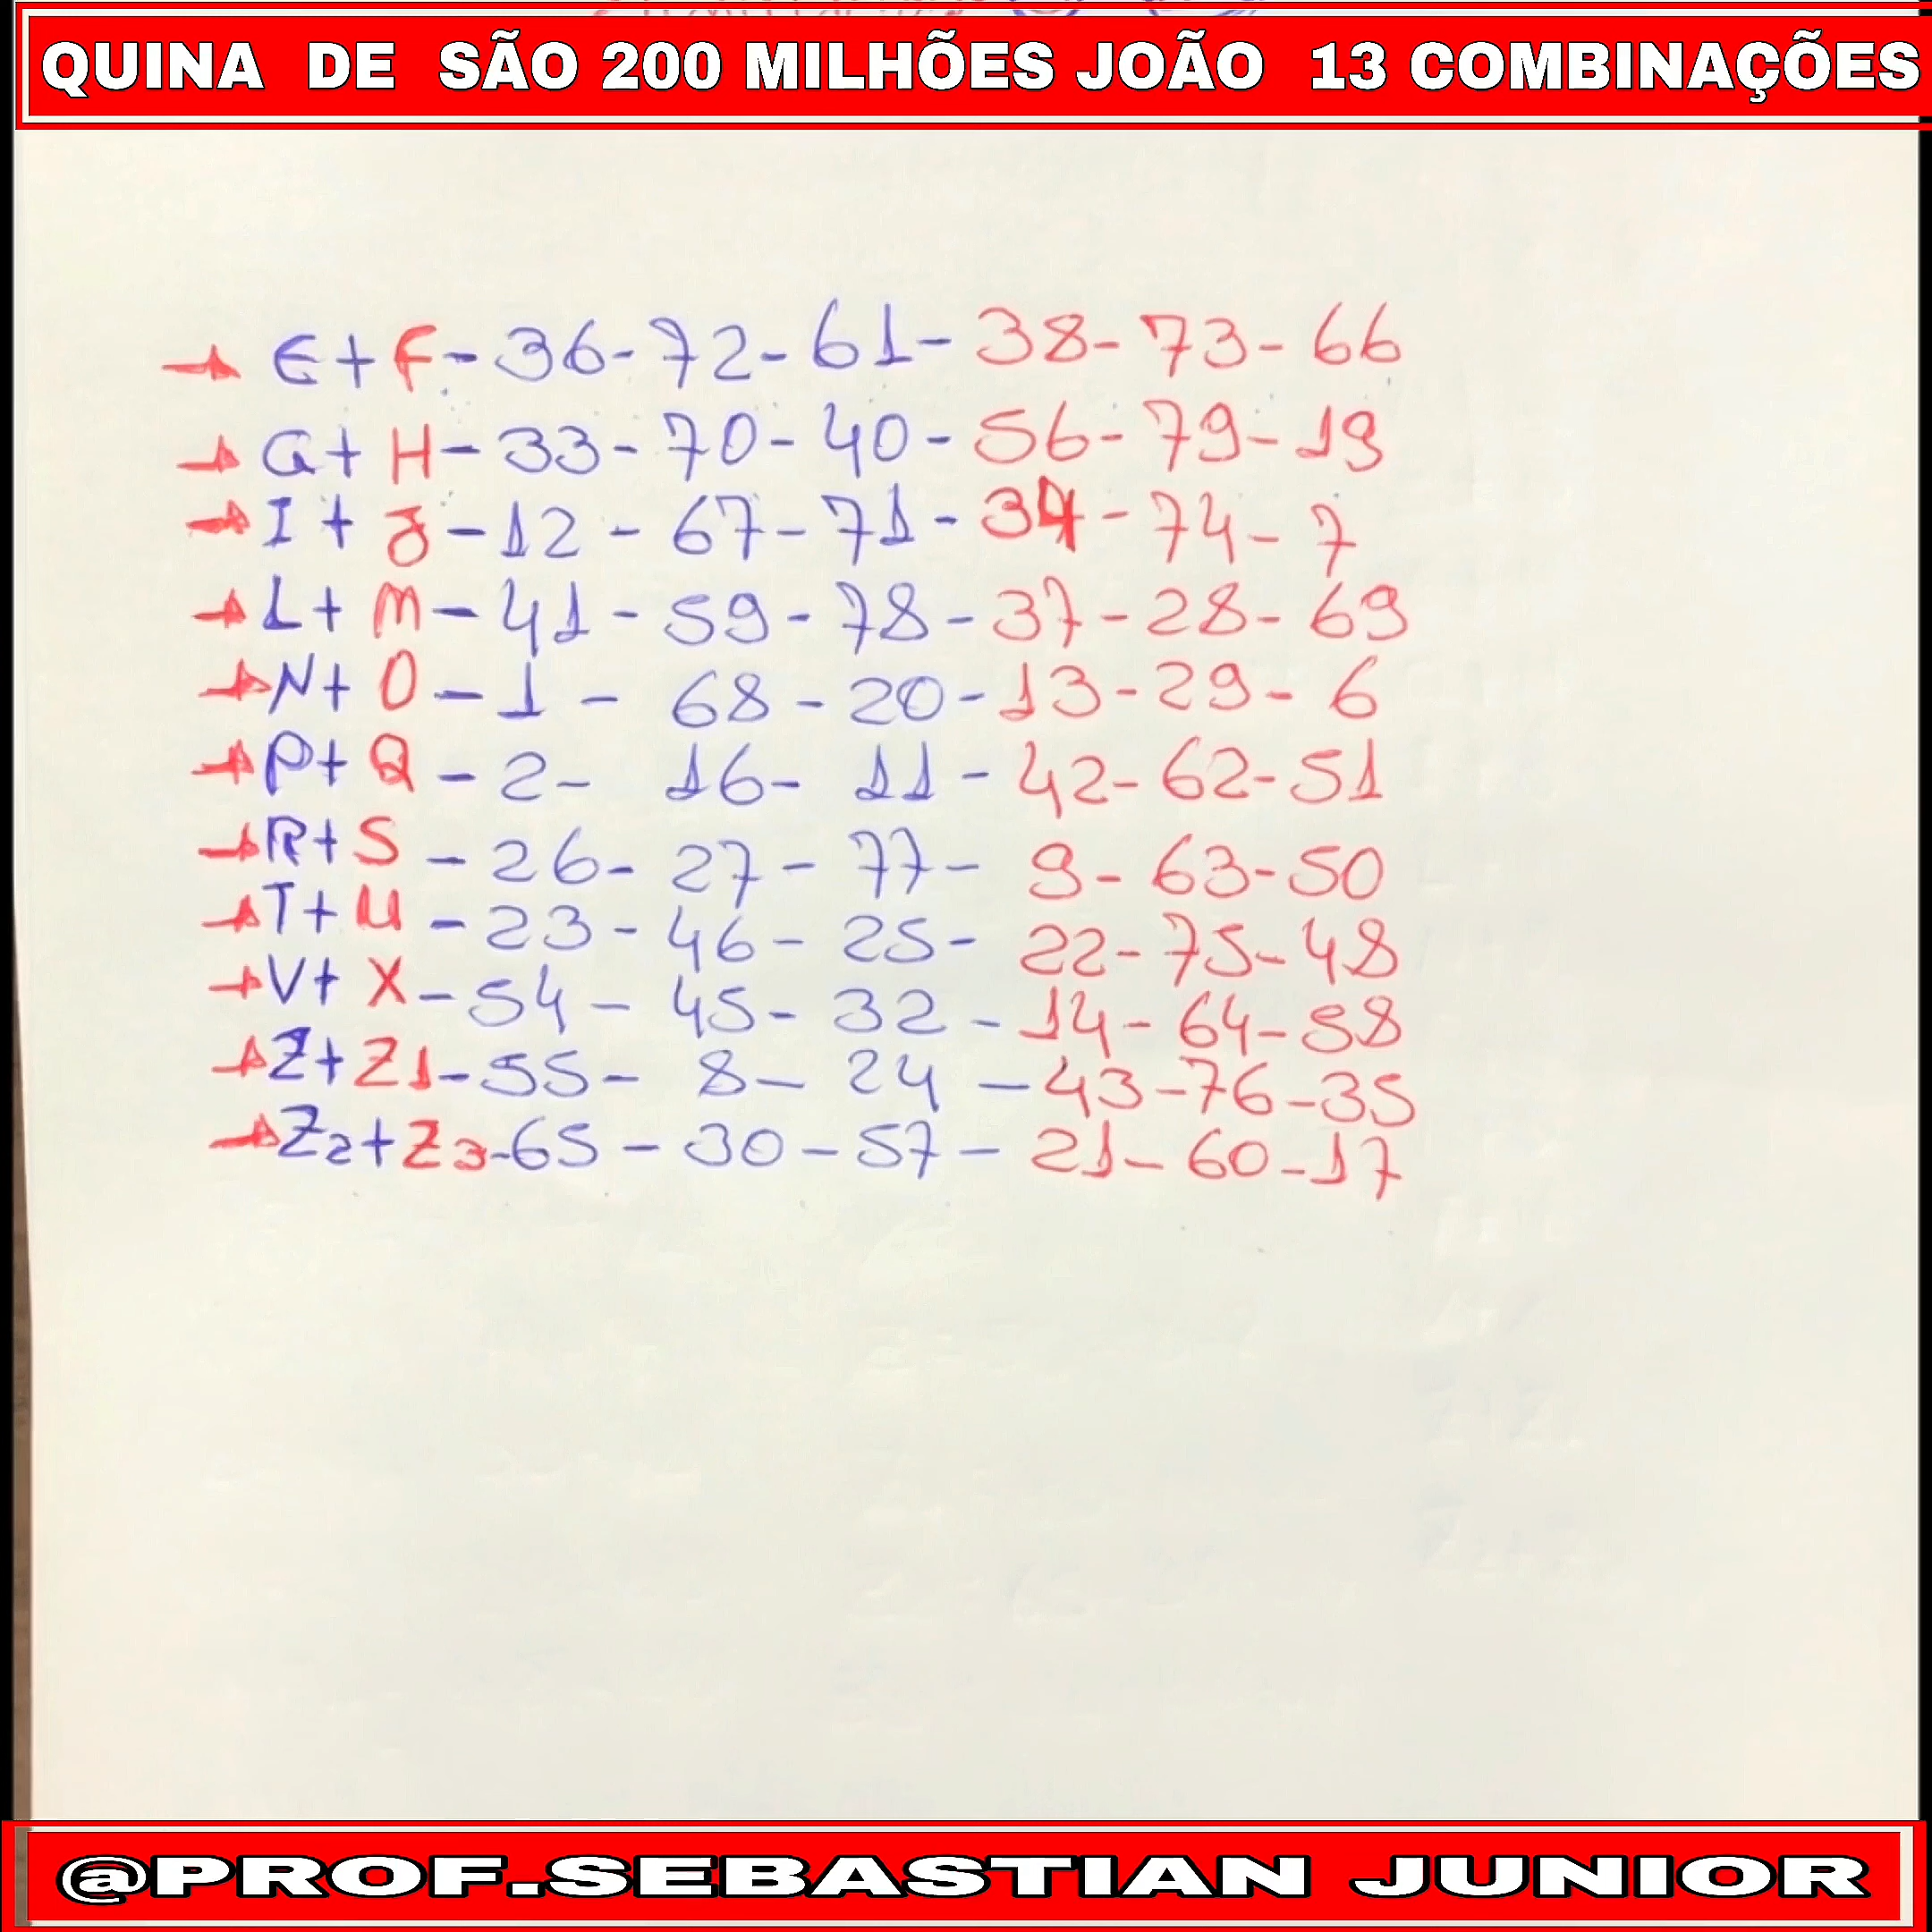 QUINA DE SÃO 200 MILHÕES JOÃO 13 COMBINAÇÕES
E+F-36-72-61-38-73-66
G+H-33-70-40-56-79-19
I+J-12-67-71-34-74-7
L+M-41-59-78-37-28-69
N+O-1-68-20-13-29-6
P+Q-2-16-11-42-62-51
R+S-26-27-77-9-63-50
T+U-23-46-25-22-75-48
V+X-54-45-32-14-64-58
Z+Z1-55-8-24-43-76-35
Z2+Z3-65-30-57-21-60-17
@PROF.SEBASTIAN JUNIOR